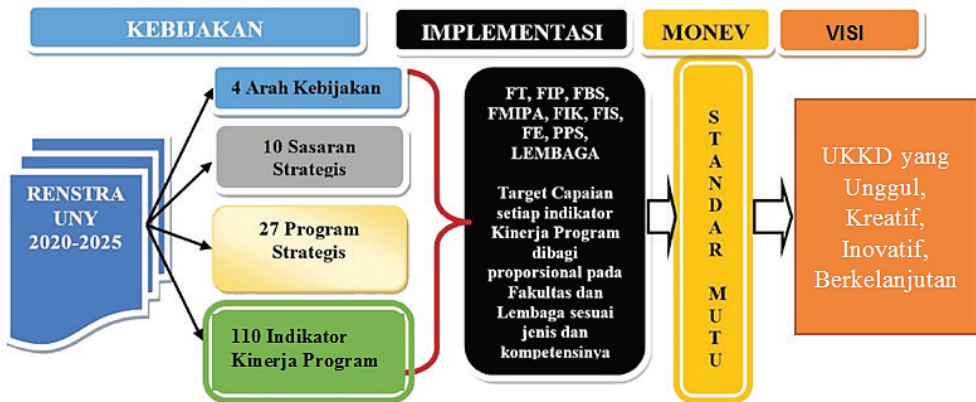 KEBIJAKAN
IMPLEMENTASI
MONEV
VISI
RENSTRA
UNY
2020-2025
4 Arah Kebijakan
10 Sasaran
Strategis
27 Program
Strategis
110 Indikator
Kinerja Program
FT, FIP, FBS,
FMIPA, FIK, FIS,
FE, PPS,
LEMBAGA
Target Capaian
setiap indikator
Kinerja Program
dibagi
proporsional pada
Fakultas dan
Lembaga sesuai
jenis dan
kompetensinya
STANDAR MUTU
UKKD yang
Unggul,
Kreatif,
Inovatif,
Berkelanjutan